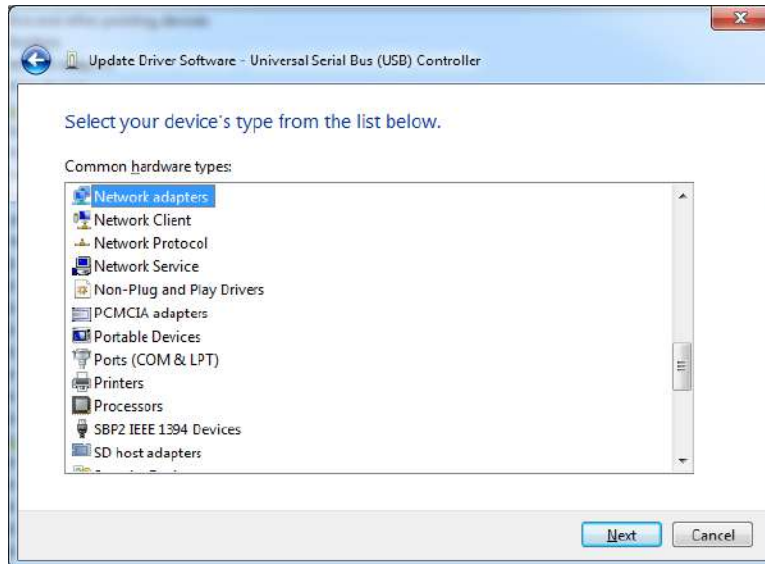 Update Driver Software - Universal Serial Bus (USB) Controller
Select your device's type from the list below.
Common hardware types:
Network adapters
Network Client
Network Protocol
Network Service
Non-Plug and Play Drivers
PCMCIA adapters
Portable Devices
Ports (COM & LPT)
Printers
Processors
SBP2 IEEE 1394 Devices
SD host adapters
Next
Cancel